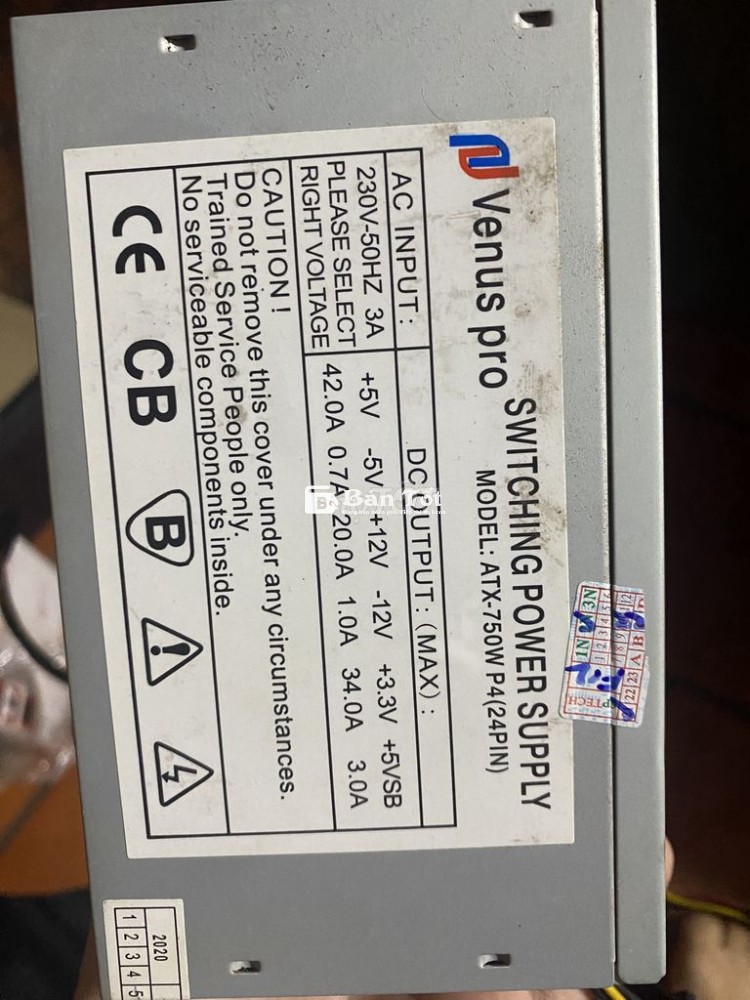 Venus pro
SWITCHING POWER SUPPLY
MODEL: ATX-750W P4(24PIN)
AC INPUT:
230V-50HZ 3A
PLEASE SELECT
RIGHT VOLTAGE
DC OUTPUT: (MAX):
+5V -5V +12V -12V +3.3V +5VSB
42.0A 0.7A 20.0A 1.0A 34.0A 3.0A
CAUTION!
Do not remove this cover under any circumstances.
Trained Service People only.
No serviceable components inside.
CE CB B
Bán Tốt
2020
1 2 3 4 5
22 23 A B